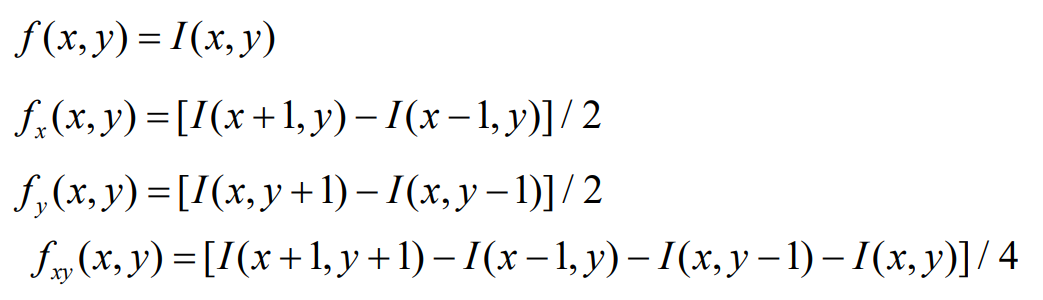 f(x,y)=I(x,y)
f_x(x,y)=[I(x+1,y)−I(x−1,y)]/2
f_y(x,y)=[I(x,y+1)−I(x,y−1)]/2
f_xy(x,y)=[I(x+1,y+1)−I(x−1,y)−I(x,y−1)−I(x,y)]/4